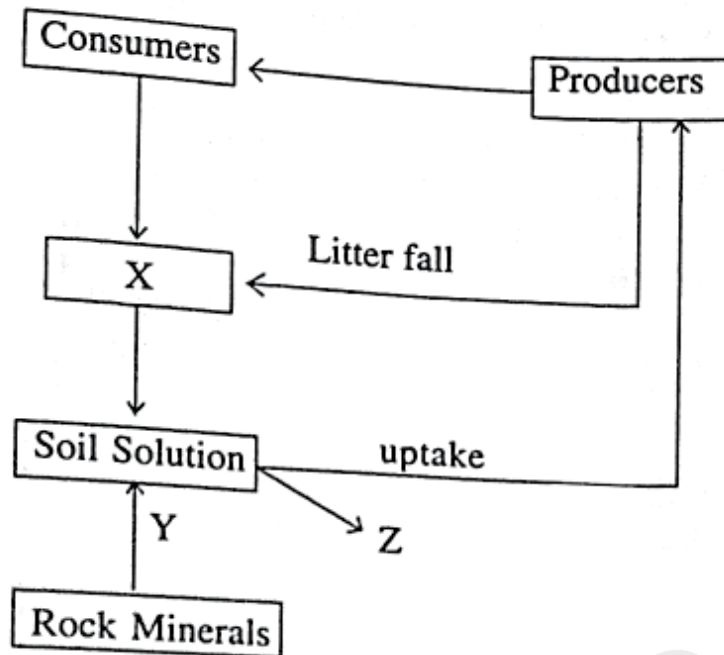 Consumers
Producers
Litter fall
X
Soil Solution
uptake
Y
Z
Rock Minerals